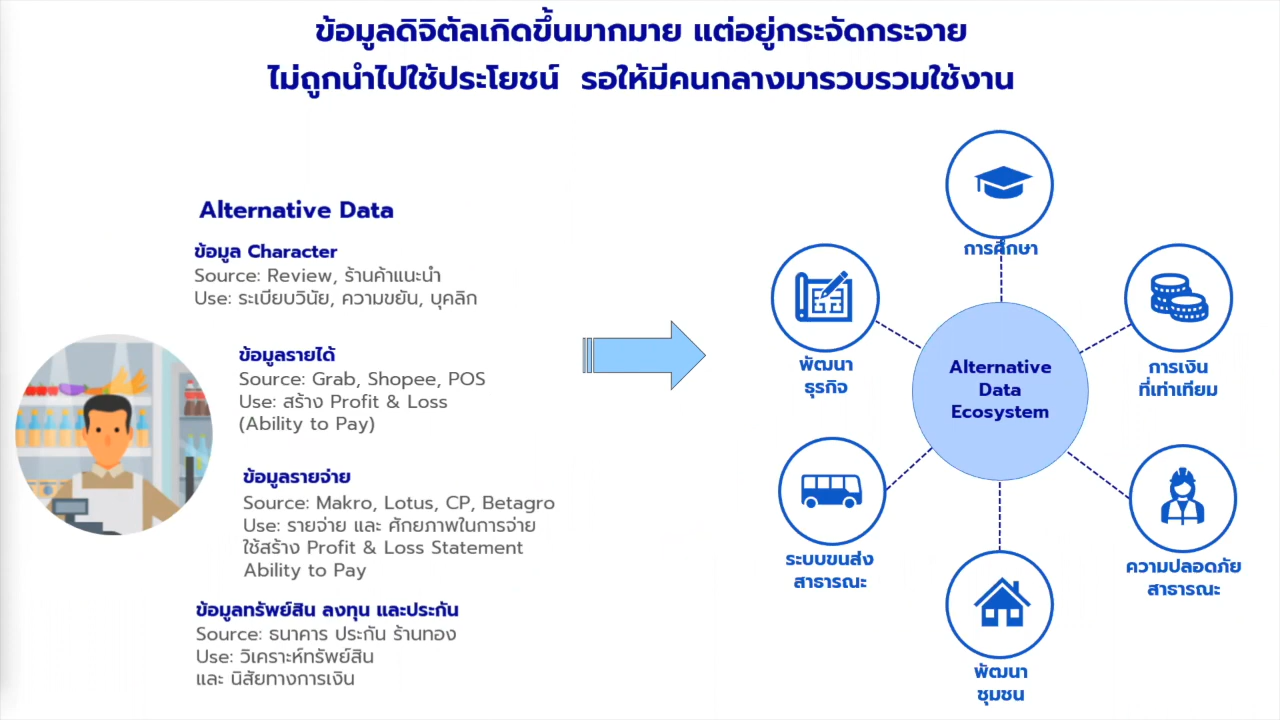 ข้อมูลดิจิตัลเกิดขึ้นมากมาย แต่อยู่กระจัดกระจาย
ไม่ถูกนำไปใช้ประโยชน์ รอให้มีคนกลางมารวบรวมใช้งาน
Alternative Data
ข้อมูล Character
Source: Review, ร้านค้าแนะนำ
Use: ระเบียบวินัย, ความขยัน, บุคลิก
ข้อมูลรายได้
Source: Grab, Shopee, POS
Use: สร้าง Profit & Loss
(Ability to Pay)
ข้อมูลรายจ่าย
Source: Makro, Lotus, CP, Betagro
Use: รายจ่าย และ ศักยภาพในการจ่าย
ใช้สร้าง Profit & Loss Statement
Ability to Pay
ข้อมูลทรัพย์สิน ลงทุน และประกัน
Source: ธนาคาร ประกัน ร้านทอง
Use: วิเคราะห์ทรัพย์สิน
และ นิสัยทางการเงิน
การศึกษา
พัฒนา
ธุรกิจ
การเงิน
ที่เท่าเทียม
Alternative
Data
Ecosystem
ระบบขนส่ง
สาธารณะ
ความปลอดภัย
สาธารณะ
พัฒนา
ชุมชน